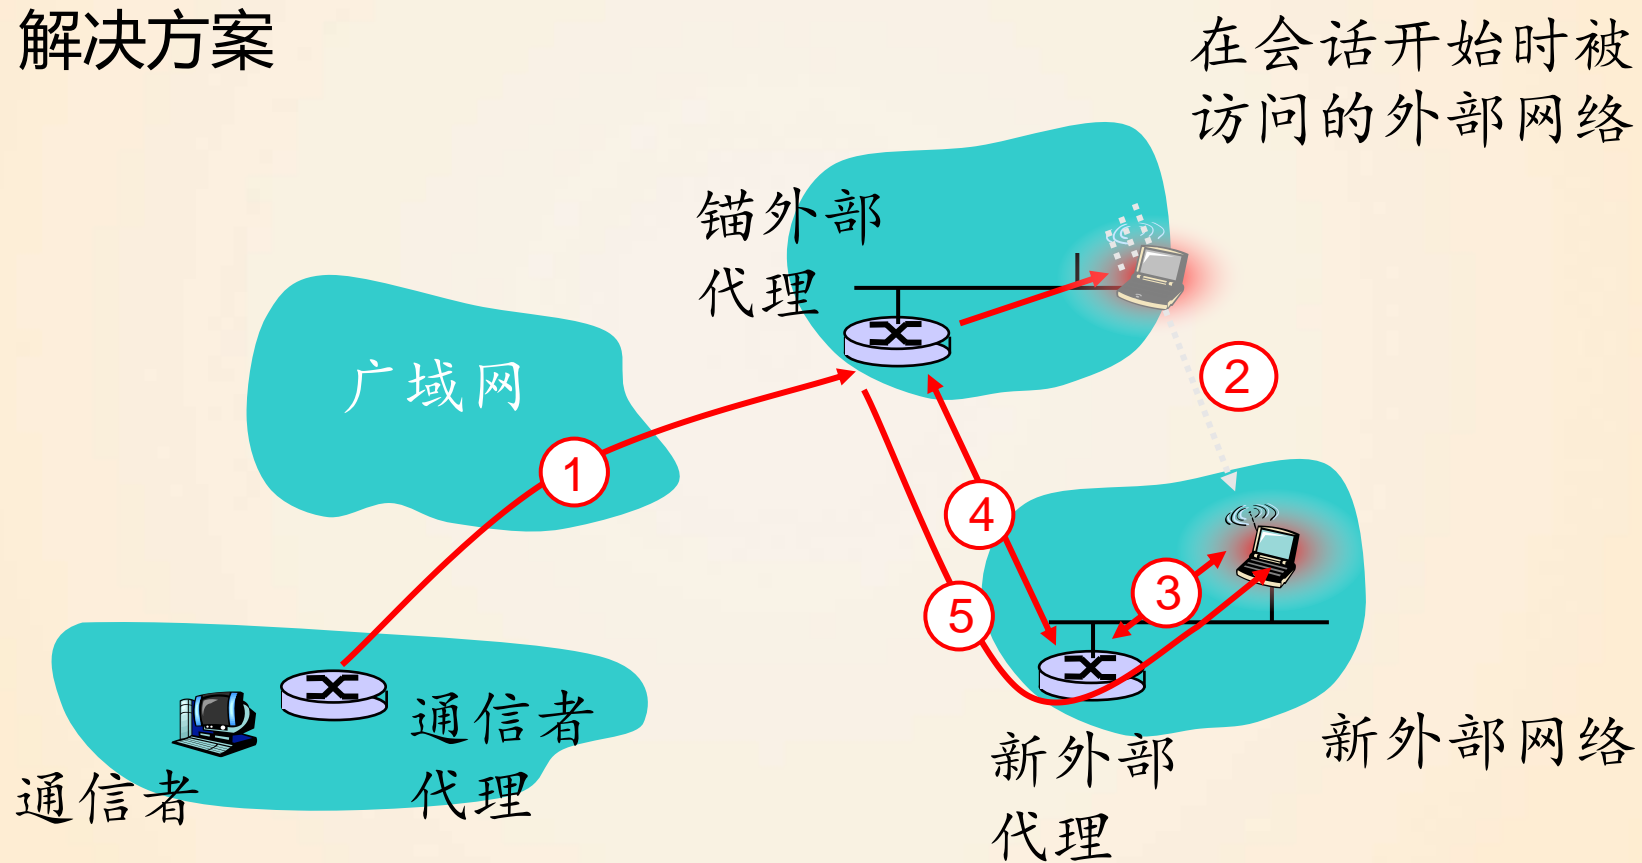 解决方案
在会话开始时被
访问的外部网络
锚外部
代理
广域网
2
1
4
3
5
通信者
代理
通信者
新外部
代理
新外部网络